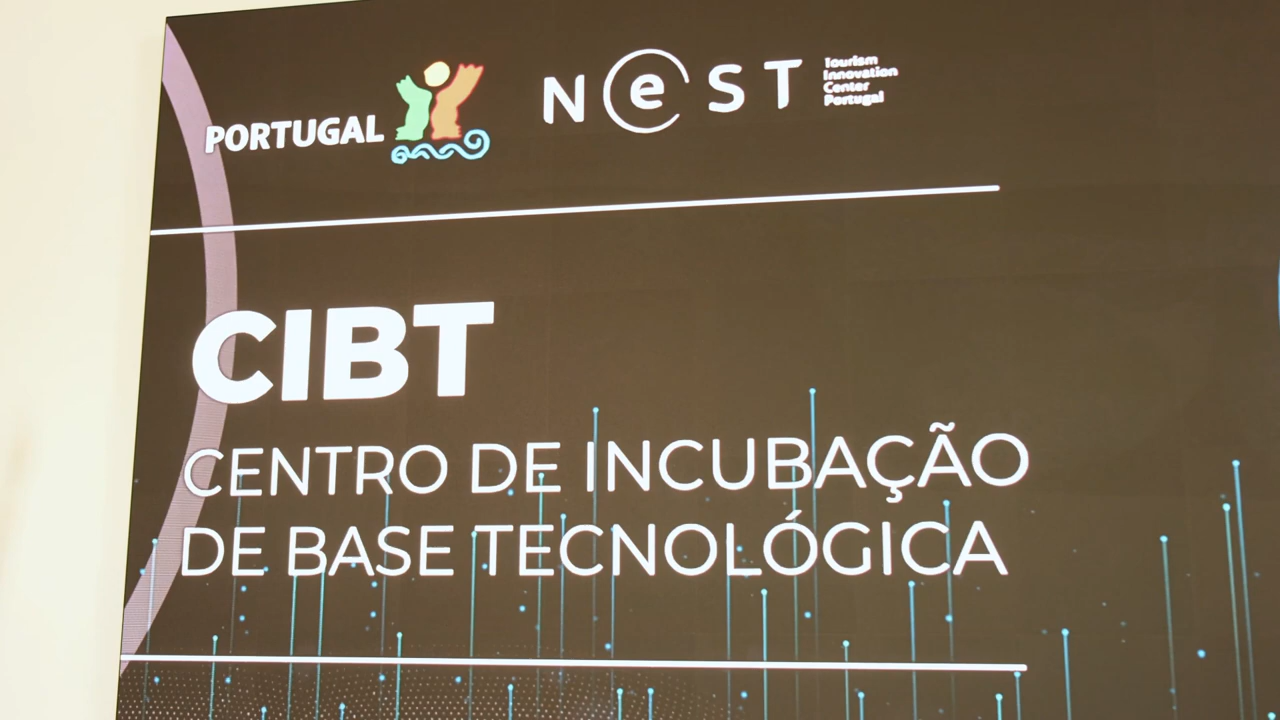 PORTUGAL
NeST
Tourism
Innovation
Center
Portugal
CIBT
CENTRO DE INCUBAÇÃO
DE BASE TECNOLÓGICA